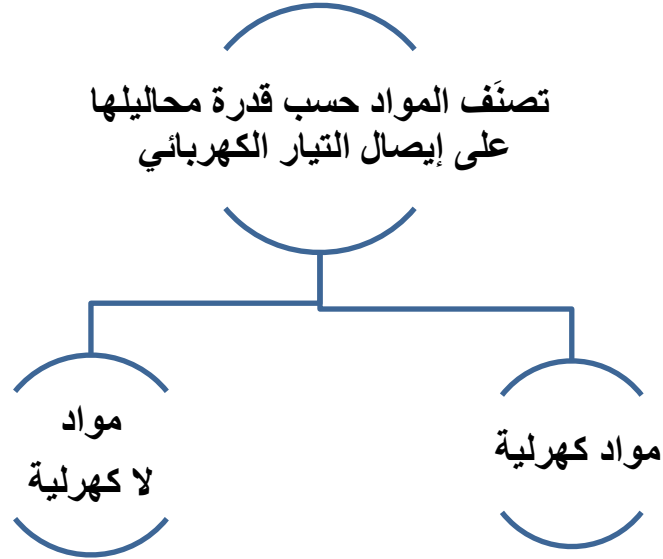 تصنَف المواد حسب قدرة محاليلها
على إيصال التيار الكهربائي
مواد كهرلية
مواد
لا كهرلية